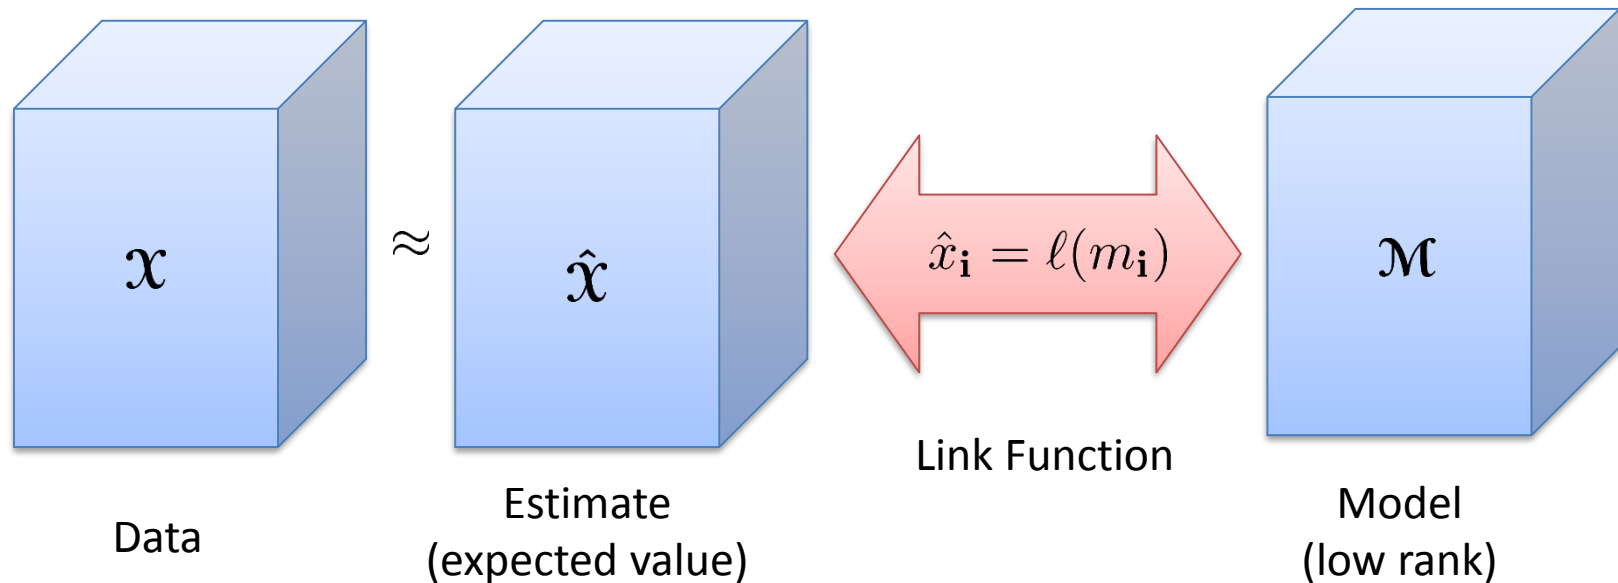 𝒳
≈
𝒳̂
x̂ᵢ = ℓ(mᵢ)
ℳ
Data
Estimate
(expected value)
Link Function
Model
(low rank)